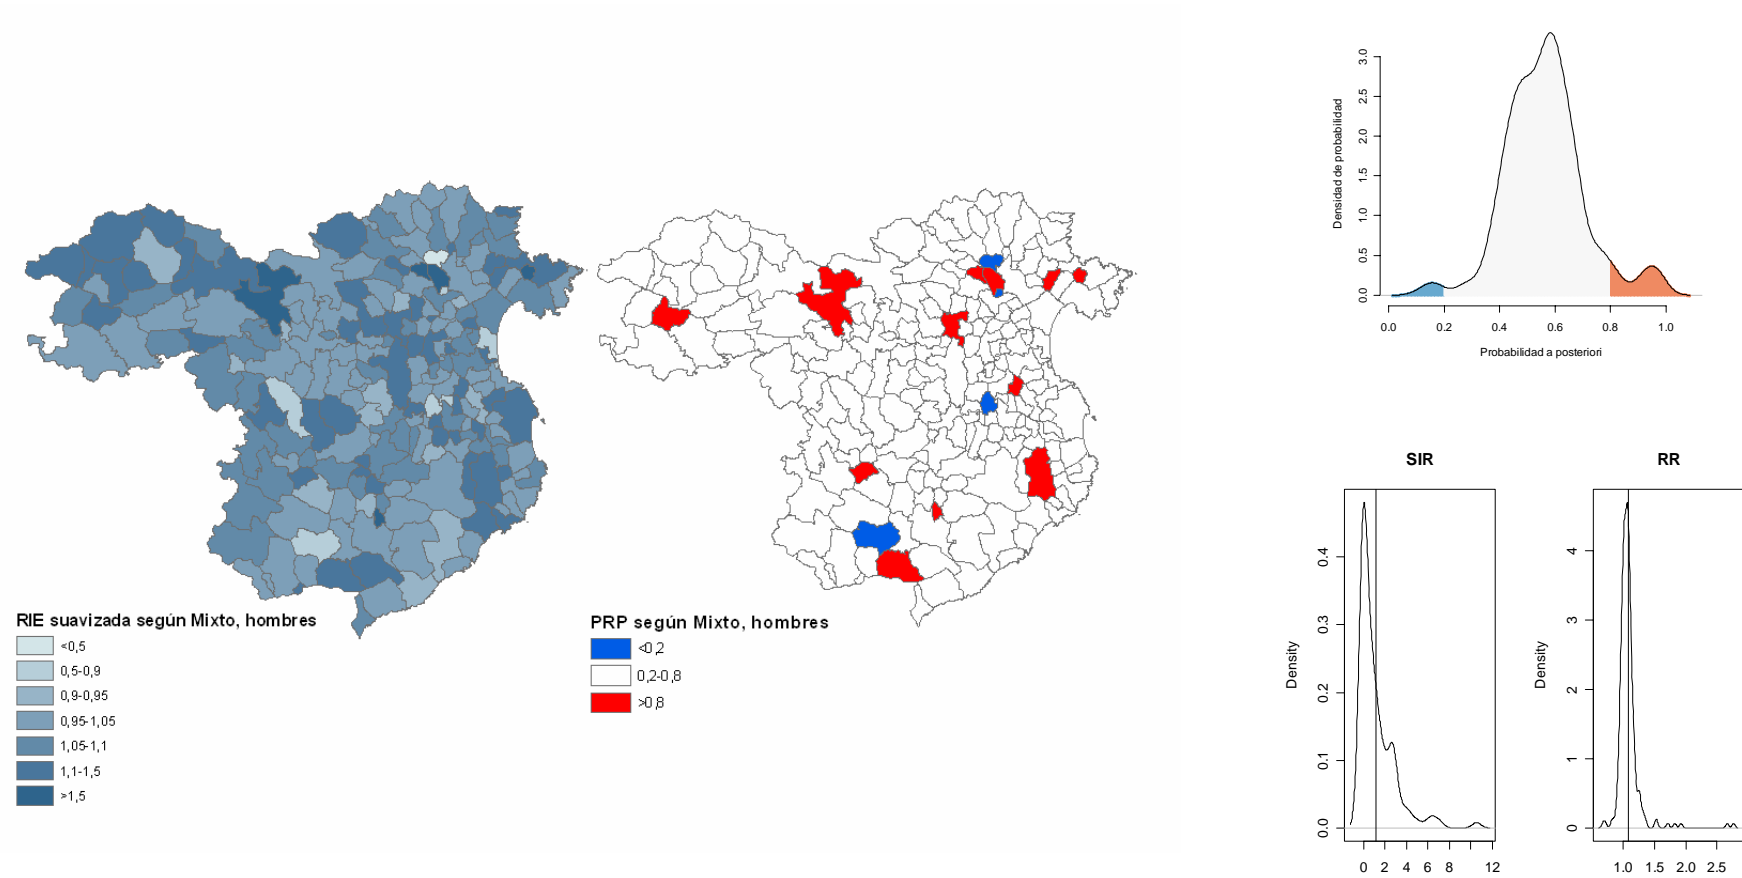 RIE suavizada según Mixto, hombres
<0,5
0,5-0,9
0,9-0,95
0,95-1,05
1,05-1,1
1,1-1,5
>1,5
PRP según Mixto, hombres
<0,2
0,2-0,8
>0,8
Densidad de probabilidad
3.0
2.5
2.0
1.5
1.0
0.5
0.0
0.0 0.2 0.4 0.6 0.8 1.0
Probabilidad a posteriori
SIR
Density
0.4
0.3
0.2
0.1
0.0
0 2 4 6 8 12
RR
Density
4
3
2
1
0
1.0 1.5 2.0 2.5